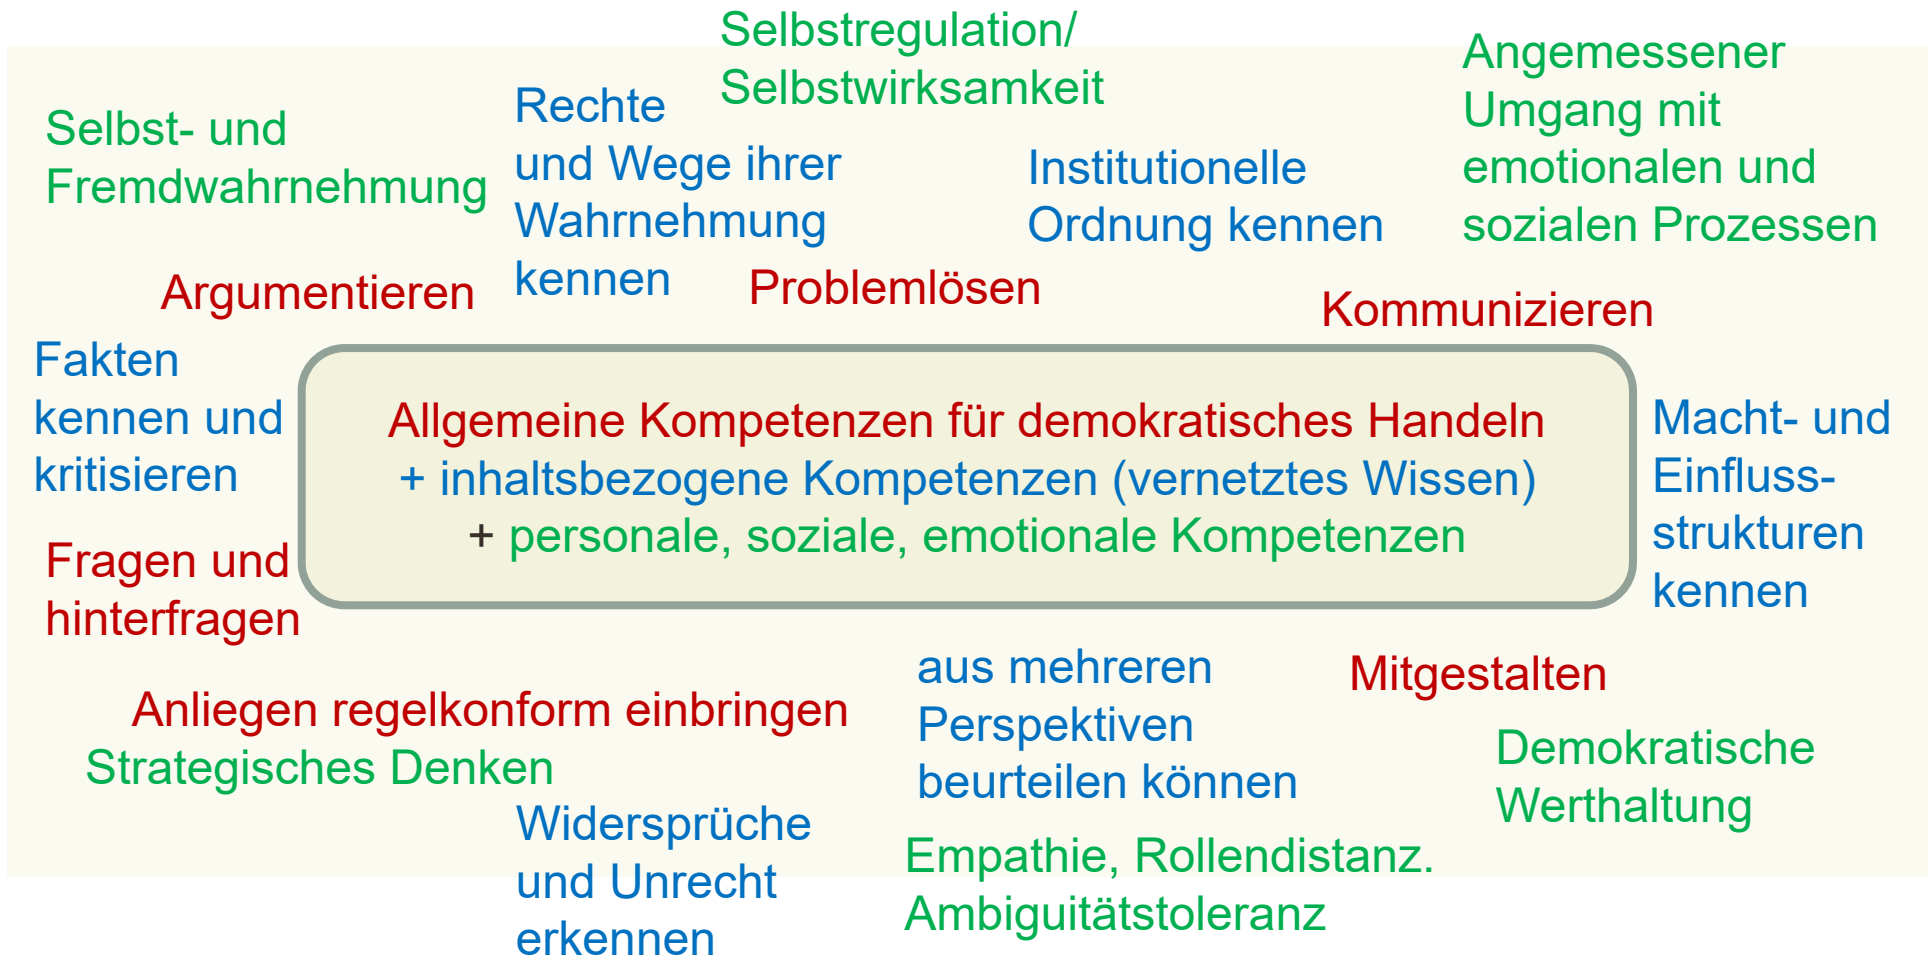 Selbstregulation/
Selbstwirksamkeit
Angemessener
Umgang mit
emotionalen und
sozialen Prozessen
Selbst- und
Fremdwahrnehmung
Rechte
und Wege ihrer
Wahrnehmung
kennen
Institutionelle
Ordnung kennen
Argumentieren
Problemlösen
Kommunizieren
Fakten
kennen und
kritisieren
Allgemeine Kompetenzen für demokratisches Handeln
+ inhaltsbezogene Kompetenzen (vernetztes Wissen)
+ personale, soziale, emotionale Kompetenzen
Macht- und
Einfluss-
strukturen
kennen
Fragen und
hinterfragen
Anliegen regelkonform einbringen
Strategisches Denken
aus mehreren
Perspektiven
beurteilen können
Mitgestalten
Demokratische
Werthaltung
Widersprüche
und Unrecht
erkennen
Empathie, Rollendistanz.
Ambiguitätstoleranz